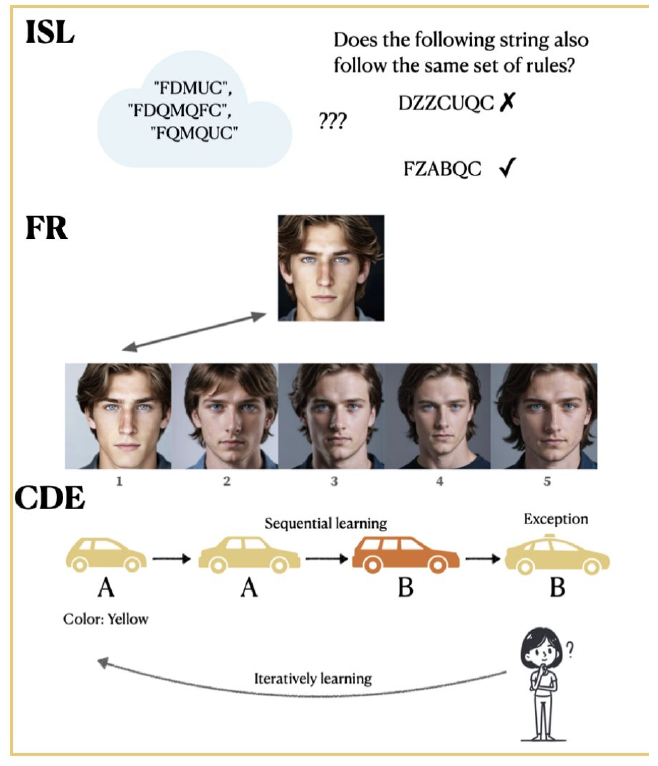 ISL
"FDMUC",
"FDQMQFC",
"FQMQUC"
???
Does the following string also
follow the same set of rules?
DZZCUQC ✗
FZABQC ✓
FR
1 2 3 4 5
CDE
Sequential learning
Exception
A A B B
Color: Yellow
?
Iteratively learning